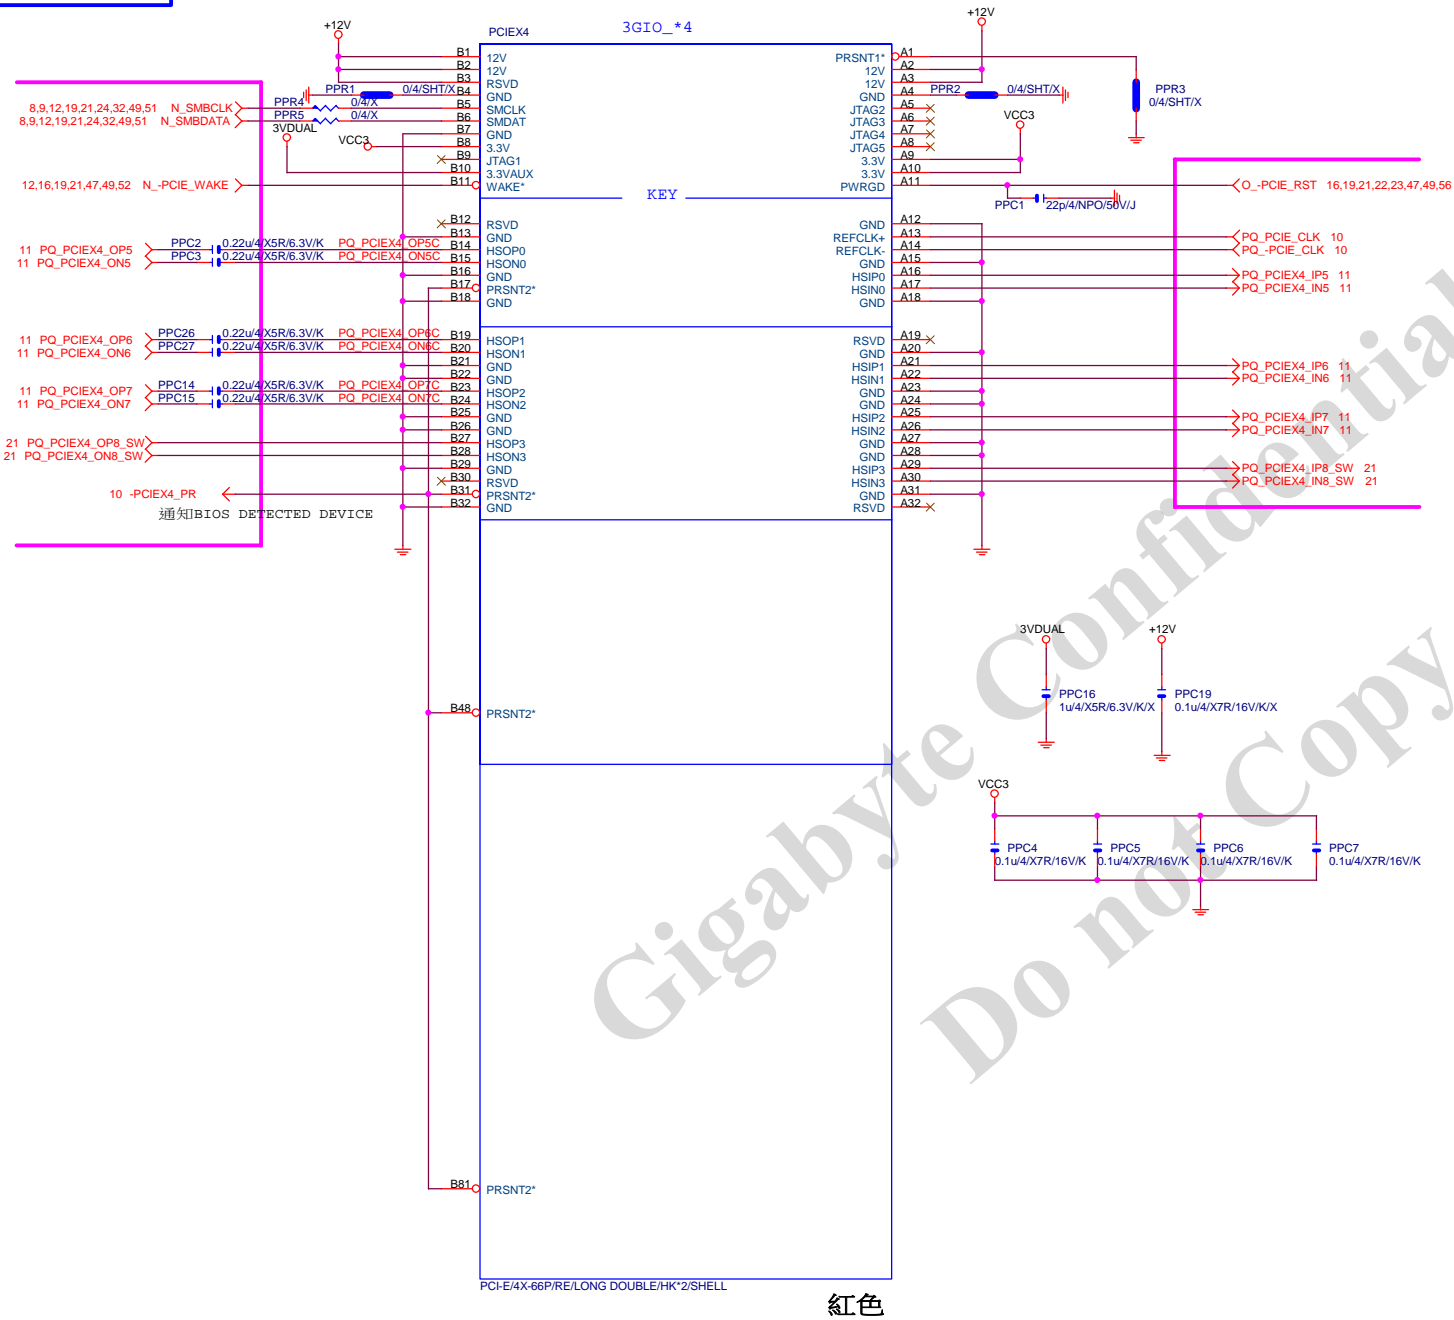 +12V
PCIEX4
3GIO_*4
+12V
B1 12V PRSNT1* A1
B2 12V 12V A2
B3 RSVD 12V A3
PPR1 0/4/SHT/X B4 GND GND A4 PPR2 0/4/SHT/X
PPR3
0/4/SHT/X
8,9,12,19,21,24,32,49,51 N_SMBCLK PPR4 0/4/X B5 SMCLK JTAG2 A5
8,9,12,19,21,24,32,49,51 N_SMBDATA PPR5 0/4/X B6 SMDAT JTAG3 A6
3VDUAL B7 GND JTAG4 A7 VCC3
VCC3 B8 3.3V JTAG5 A8
B9 JTAG1 3.3V A9
B10 3.3VAUX 3.3V A10
12,16,19,21,47,49,52 N_-PCIE_WAKE B11 WAKE* PWRGD A11 O_-PCIE_RST 16,19,21,22,23,47,49,56
KEY
PPC1 22p/4/NPO/50V/J
B12 RSVD GND A12
B13 GND REFCLK+ A13 PQ_PCIE_CLK 10
11 PQ_PCIEX4_OP5 PPC2 0.22u/4/X5R/6.3V/K PQ_PCIEX4_OP5C B14 HSOP0 REFCLK- A14 PQ_-PCIE_CLK 10
11 PQ_PCIEX4_ON5 PPC3 0.22u/4/X5R/6.3V/K PQ_PCIEX4_ON5C B15 HSON0 GND A15
B16 GND HSIP0 A16 PQ_PCIEX4_IP5 11
B17 PRSNT2* HSIN0 A17 PQ_PCIEX4_IN5 11
B18 GND GND A18
11 PQ_PCIEX4_OP6 PPC26 0.22u/4/X5R/6.3V/K PQ_PCIEX4_OP6C B19 HSOP1 RSVD A19
11 PQ_PCIEX4_ON6 PPC27 0.22u/4/X5R/6.3V/K PQ_PCIEX4_ON6C B20 HSON1 GND A20
B21 GND HSIP1 A21 PQ_PCIEX4_IP6 11
B22 GND HSIN1 A22 PQ_PCIEX4_IN6 11
11 PQ_PCIEX4_OP7 PPC14 0.22u/4/X5R/6.3V/K PQ_PCIEX4_OP7C B23 HSOP2 GND A23
11 PQ_PCIEX4_ON7 PPC15 0.22u/4/X5R/6.3V/K PQ_PCIEX4_ON7C B24 HSON2 GND A24
B25 GND HSIP2 A25 PQ_PCIEX4_IP7 11
B26 GND HSIN2 A26 PQ_PCIEX4_IN7 11
21 PQ_PCIEX4_OP8_SW B27 HSOP3 GND A27
21 PQ_PCIEX4_ON8_SW B28 HSON3 GND A28
B29 GND HSIP3 A29 PQ_PCIEX4_IP8_SW 21
B30 RSVD HSIN3 A30 PQ_PCIEX4_IN8_SW 21
10 -PCIEX4_PR B31 PRSNT2* GND A31
B32 GND RSVD A32
通知BIOS DETECTED DEVICE
3VDUAL +12V
PPC16 PPC19
1u/4/X5R/6.3V/K/X 0.1u/4/X7R/16V/K/X
B48 PRSNT2*
VCC3
PPC4 PPC5 PPC6 PPC7
0.1u/4/X7R/16V/K 0.1u/4/X7R/16V/K 0.1u/4/X7R/16V/K 0.1u/4/X7R/16V/K
B81 PRSNT2*
PCI-E/4X-66P/RE/LONG DOUBLE/HK*2/SHELL
紅色
Gigabyte Confidential
Do not Copy